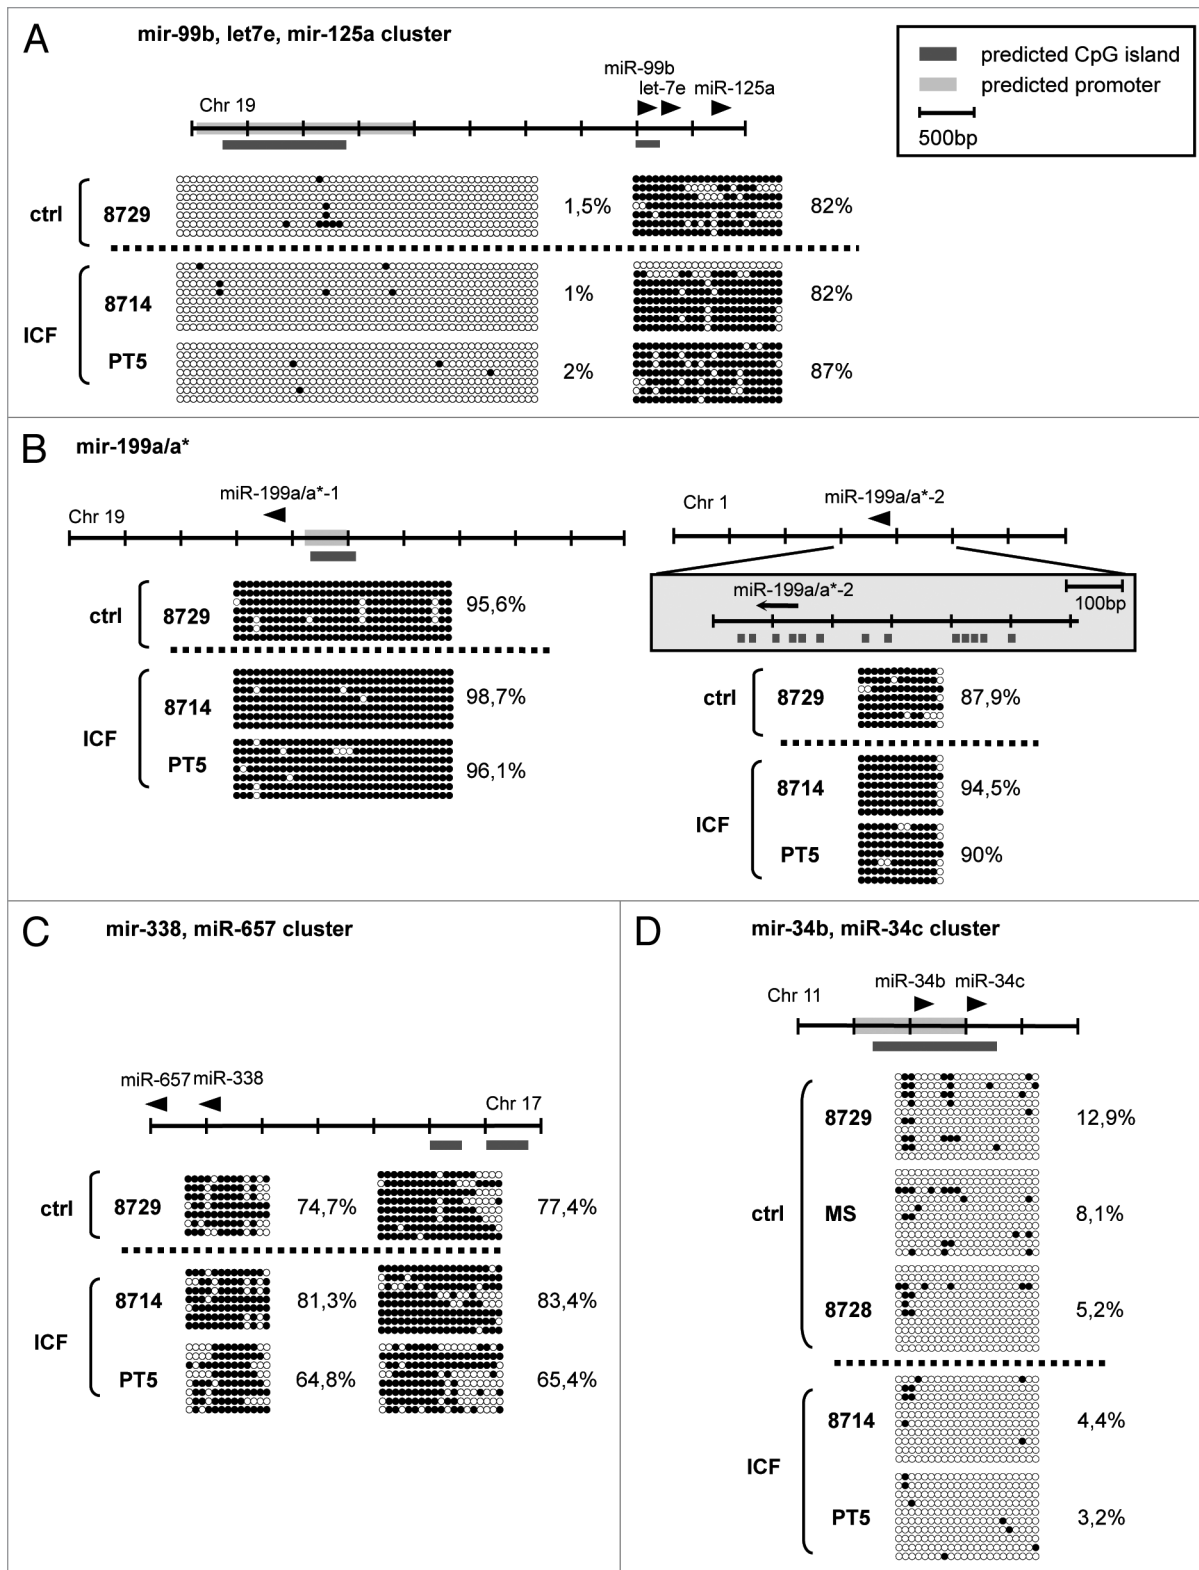 A
mir-99b, let7e, mir-125a cluster
predicted CpG island
predicted promoter
500bp
miR-99b
let-7e
miR-125a
Chr 19
ctrl
8729
1,5%
82%
ICF
8714
1%
82%
PT5
2%
87%
B
mir-199a/a*
miR-199a/a*-1
Chr 19
ctrl
8729
95,6%
ICF
8714
98,7%
PT5
96,1%
Chr 1
miR-199a/a*-2
miR-199a/a*-2
100bp
ctrl
8729
87,9%
ICF
8714
94,5%
PT5
90%
C
mir-338, miR-657 cluster
miR-657
miR-338
Chr 17
ctrl
8729
74,7%
77,4%
ICF
8714
81,3%
83,4%
PT5
64,8%
65,4%
D
mir-34b, miR-34c cluster
miR-34b
miR-34c
Chr 11
ctrl
8729
12,9%
MS
8,1%
8728
5,2%
ICF
8714
4,4%
PT5
3,2%